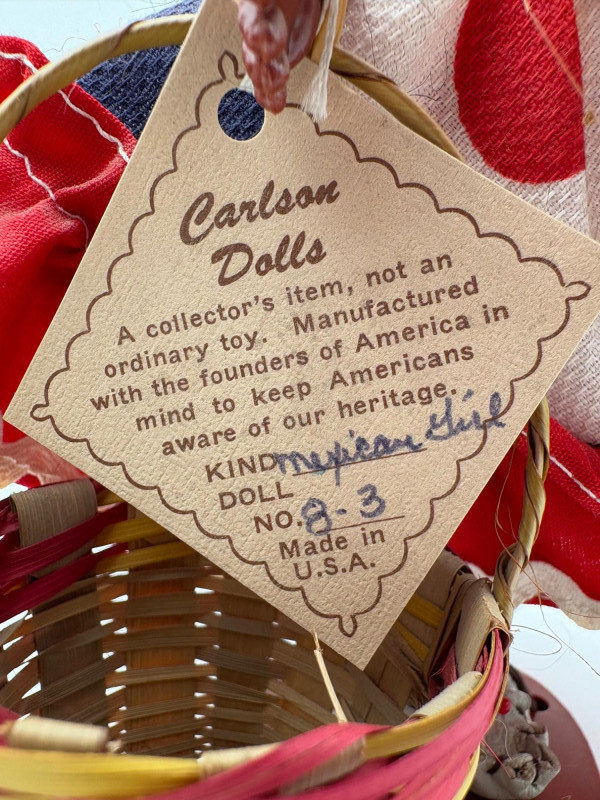 Carlson
Dolls
A collector's item, not an
ordinary toy. Manufactured
with the founders of America in
mind to keep Americans
aware of our heritage.
KIND Mexican Girl
DOLL
NO. 8-3
Made in
U.S.A.